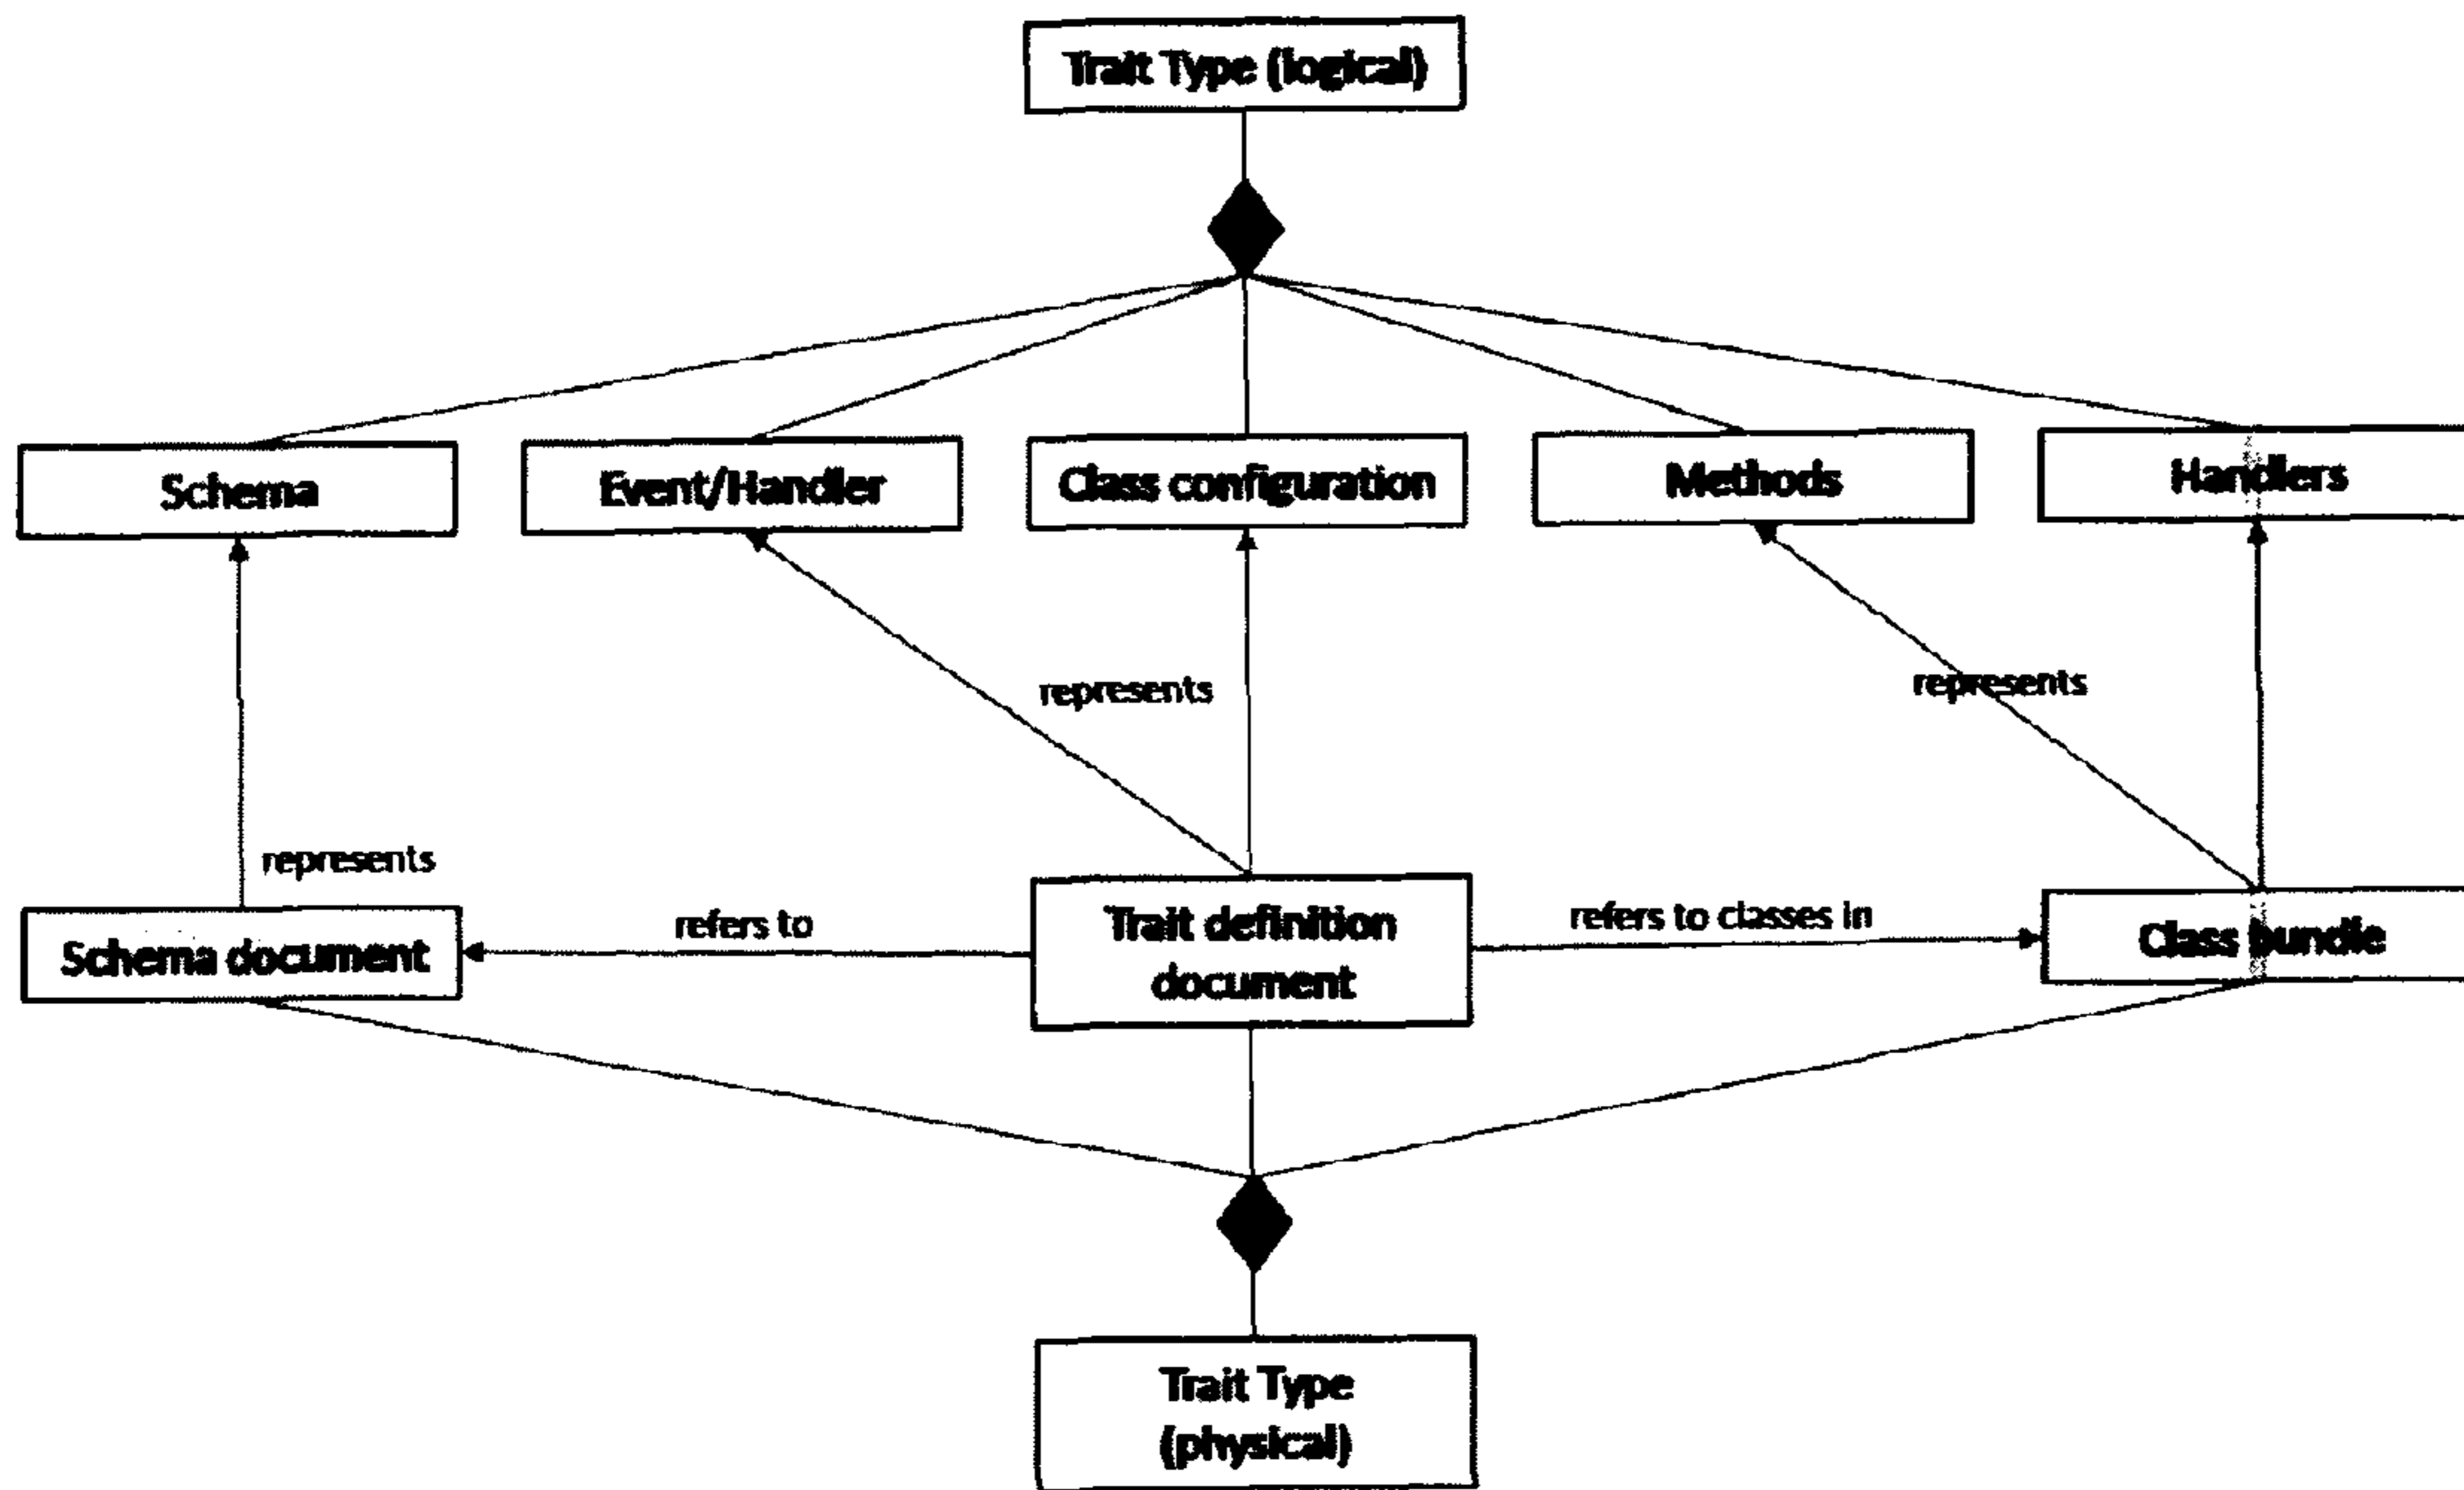 Trait Type (logical)
Schema
Event/Handler
Class configuration
Methods
Handlers
represents
represents
represents
Schema document
refers to
Trait definition
document
refers to classes in
Class bundle
Trait Type
(physical)